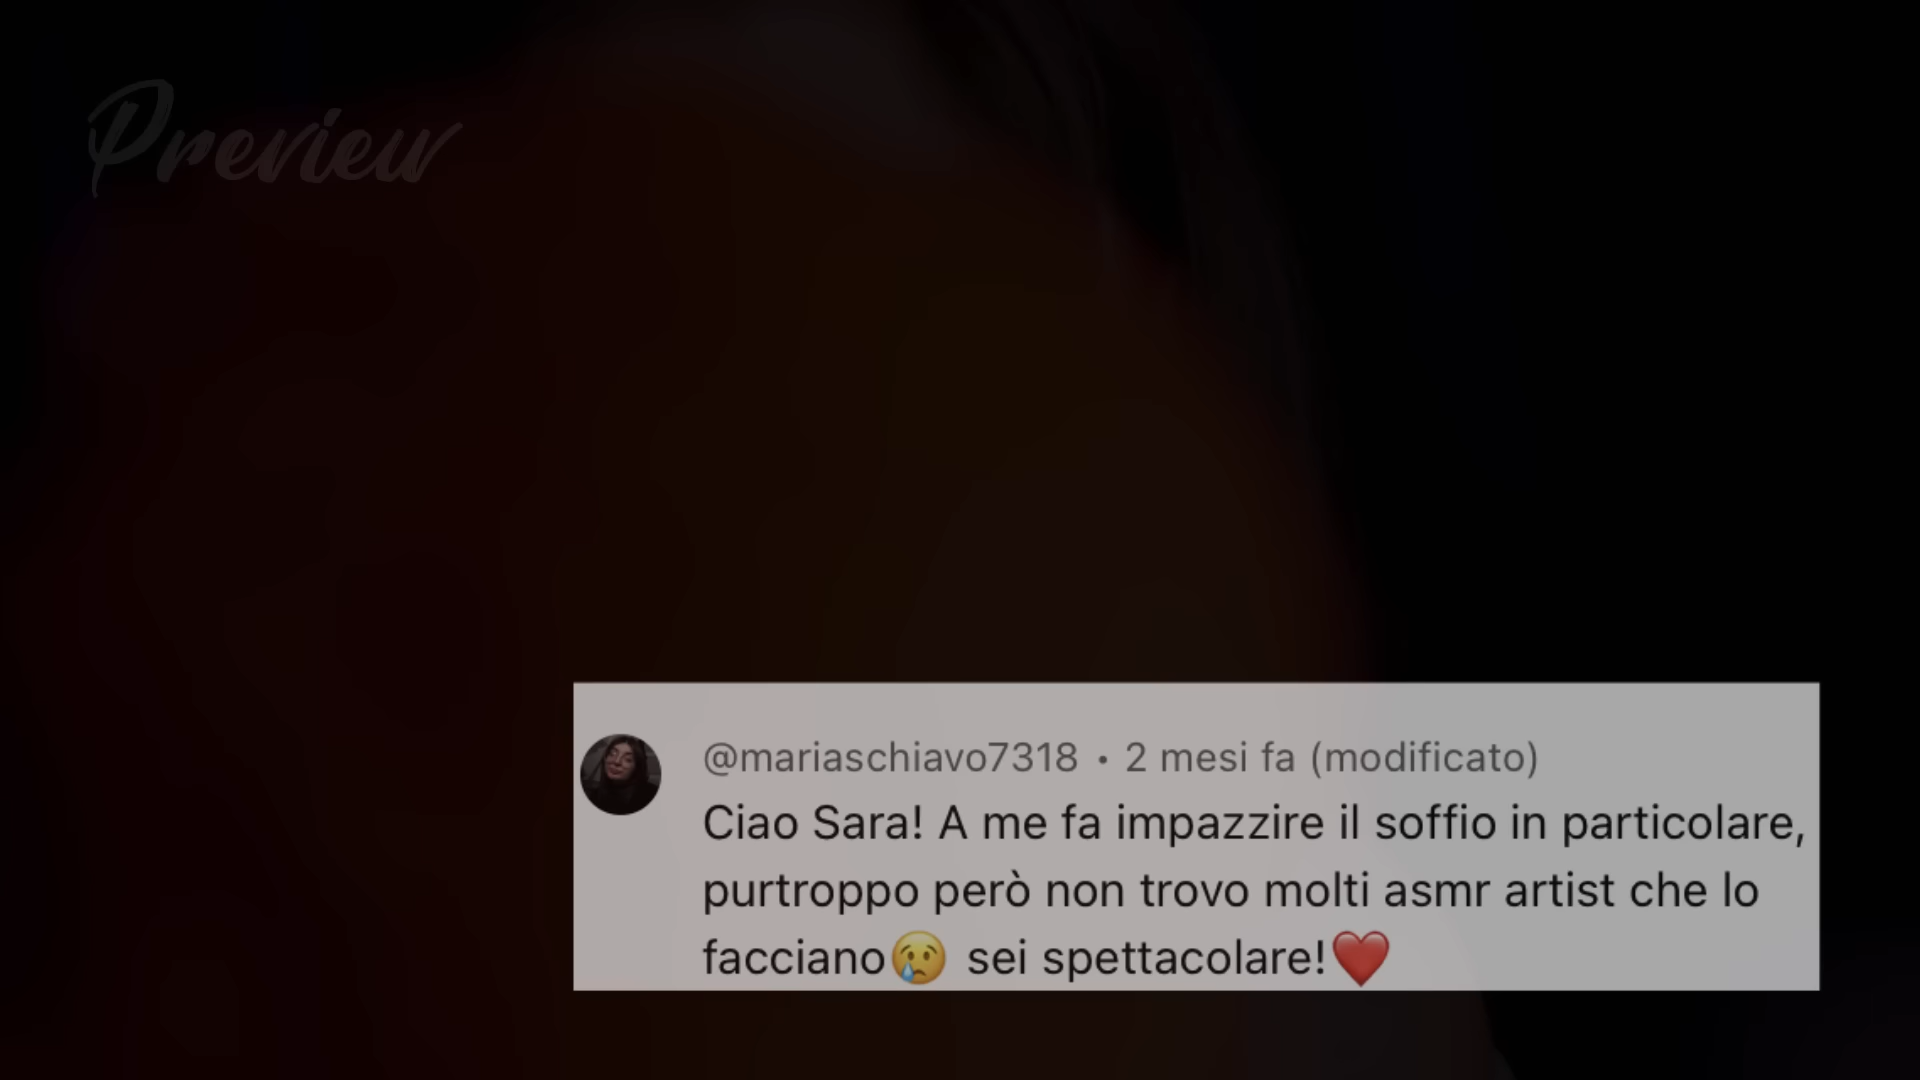 Preview
@mariaschiavo7318 • 2 mesi fa (modificato)
Ciao Sara! A me fa impazzire il soffio in particolare,
purtroppo però non trovo molti asmr artist che lo
facciano😢 sei spettacolare!❤️